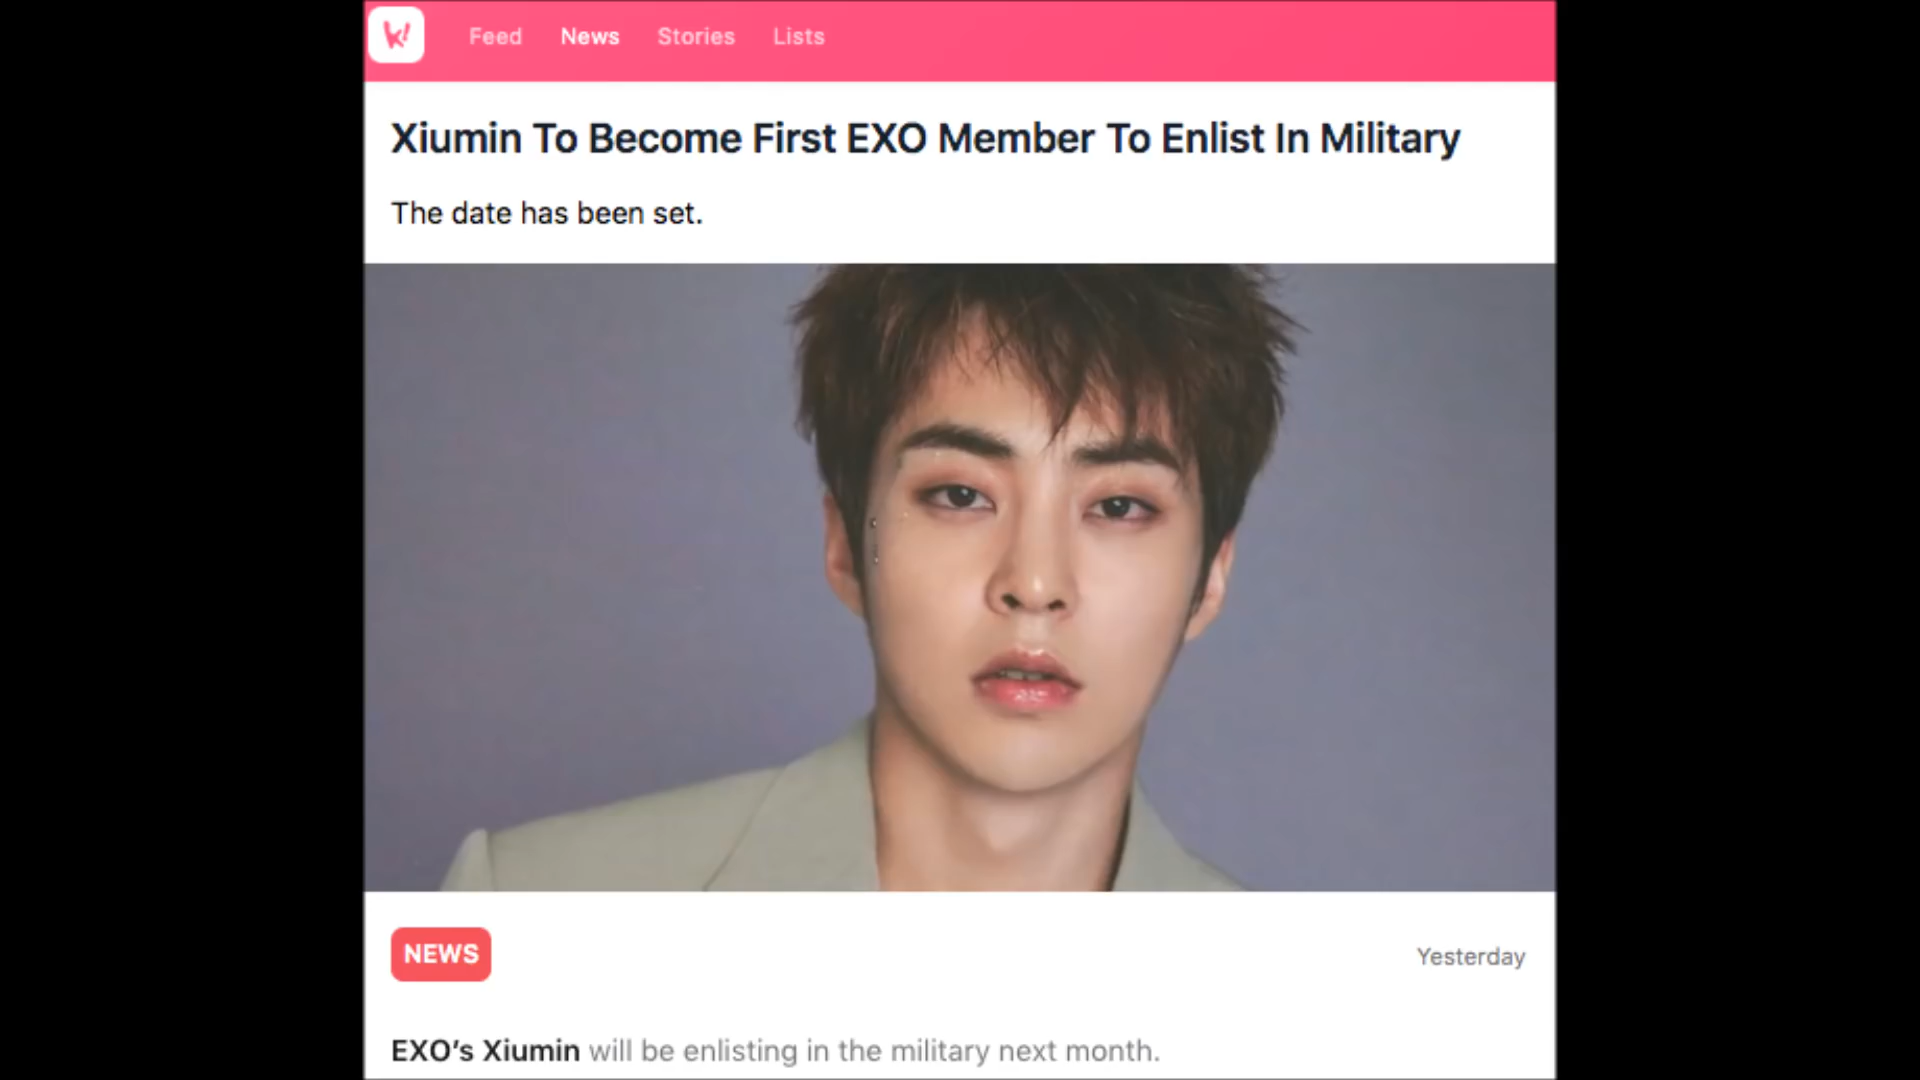 k!
Feed News Stories Lists
Xiumin To Become First EXO Member To Enlist In Military
The date has been set.
NEWS
Yesterday
EXO’s Xiumin will be enlisting in the military next month.